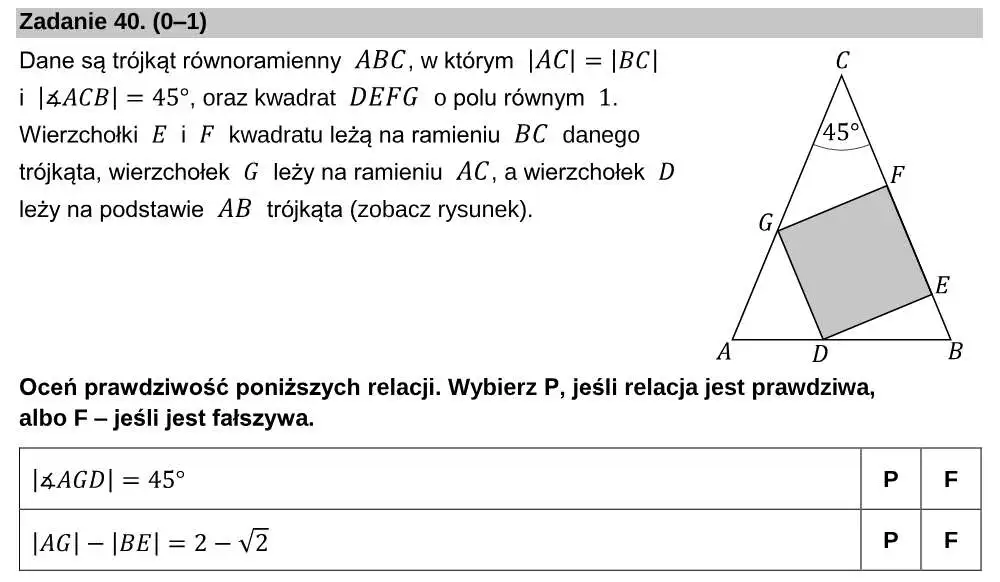 Zadanie 40. (0–1)
Dane są trójkąt równoramienny ABC, w którym |AC| = |BC|
i |∡ACB| = 45°, oraz kwadrat DEFG o polu równym 1.
Wierzchołki E i F kwadratu leżą na ramieniu BC danego
trójkąta, wierzchołek G leży na ramieniu AC, a wierzchołek D
leży na podstawie AB trójkąta (zobacz rysunek).
C
45°
F
G
E
A
D
B
Oceń prawdziwość poniższych relacji. Wybierz P, jeśli relacja jest prawdziwa,
albo F – jeśli jest fałszywa.
|∡AGD| = 45° P F
|AG| − |BE| = 2 − √2 P F